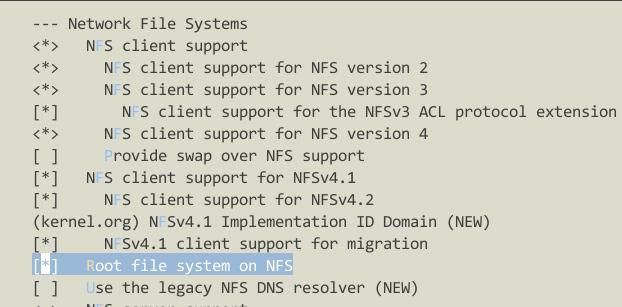 --- Network File Systems
<*>   NFS client support
<*>     NFS client support for NFS version 2
<*>     NFS client support for NFS version 3
[*]       NFS client support for the NFSv3 ACL protocol extension
<*>     NFS client support for NFS version 4
[ ]     Provide swap over NFS support
[*]   NFS client support for NFSv4.1
[*]     NFS client support for NFSv4.2
(kernel.org) NFSv4.1 Implementation ID Domain (NEW)
[*]     NFSv4.1 client support for migration
[*]   Root file system on NFS
[ ]   Use the legacy NFS DNS resolver (NEW)
NFS server support